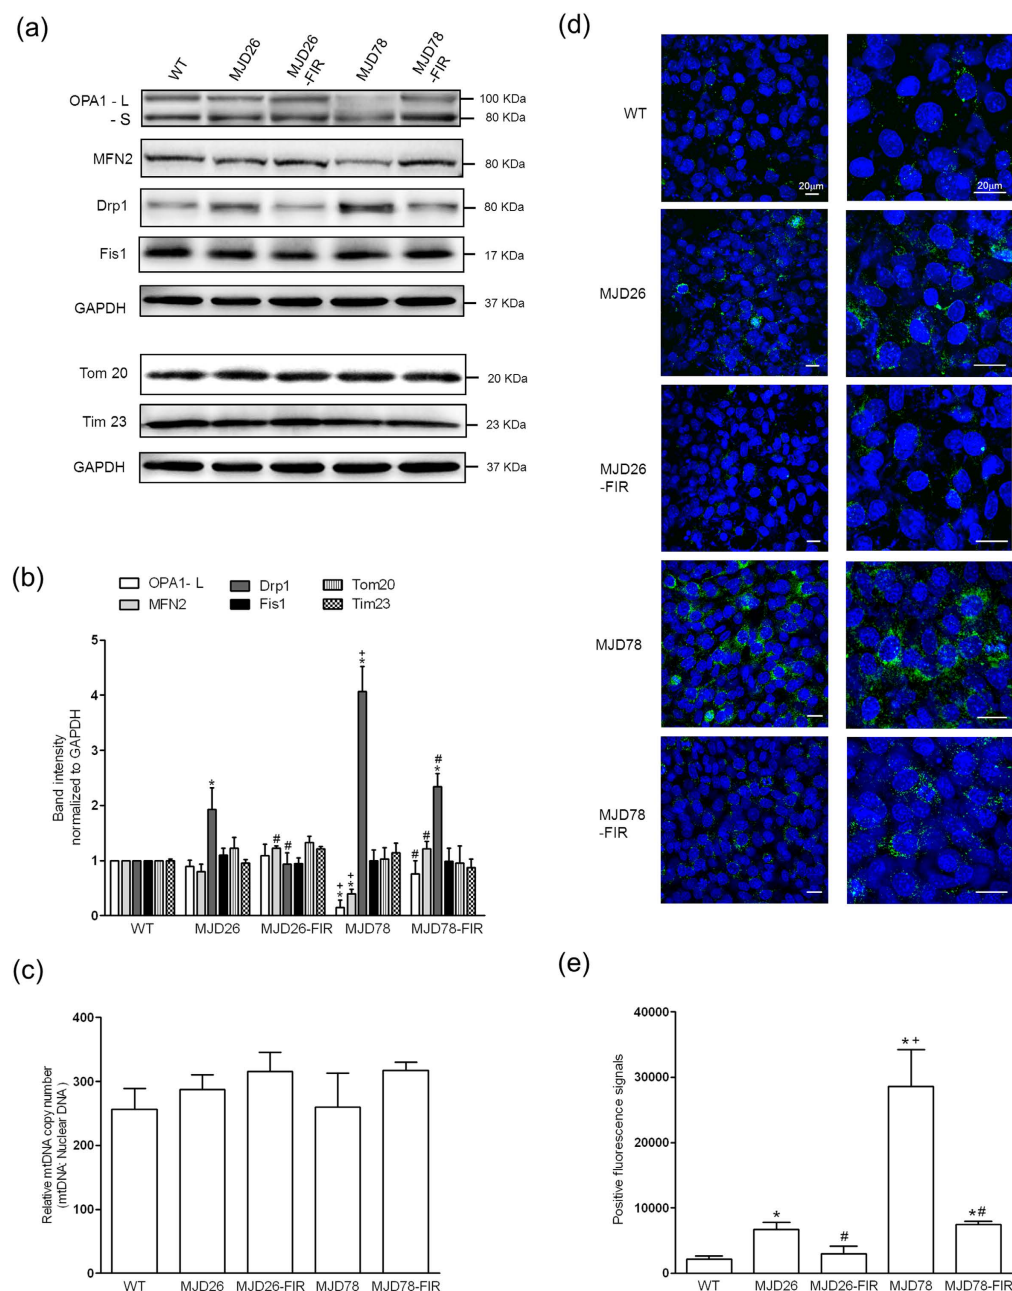 (a)
WT
MJD26
MJD26
-FIR
MJD78
MJD78
-FIR
OPA1 - L
- S
100 KDa
80 KDa
MFN2
80 KDa
Drp1
80 KDa
Fis1
17 KDa
GAPDH
37 KDa
Tom 20
20 KDa
Tim 23
23 KDa
GAPDH
37 KDa
(b)
OPA1- L
MFN2
Drp1
Fis1
Tom20
Tim23
Band intensity
normalized to GAPDH
5
4
3
2
1
0
*
#
#
+
*
+
*
+
*
#
#
#
*
WT
MJD26
MJD26-FIR
MJD78
MJD78-FIR
(c)
Relative mtDNA copy number
(mtDNA: Nuclear DNA )
400
300
200
100
0
WT
MJD26
MJD26-FIR
MJD78
MJD78-FIR
(d)
WT
20μm
20μm
MJD26
MJD26
-FIR
MJD78
MJD78
-FIR
(e)
Positive fluorescence signals
40000
30000
20000
10000
0
*
#
* +
*#
WT
MJD26
MJD26-FIR
MJD78
MJD78-FIR